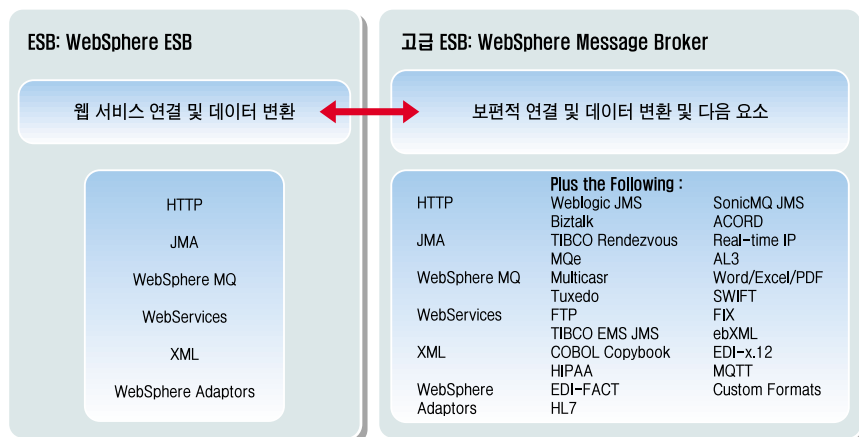 ESB: WebSphere ESB
웹 서비스 연결 및 데이터 변환
HTTP
JMA
WebSphere MQ
WebServices
XML
WebSphere Adaptors
고급 ESB: WebSphere Message Broker
보편적 연결 및 데이터 변환 및 다음 요소
HTTP
JMA
WebSphere MQ
WebServices
XML
WebSphere
Adaptors
Plus the Following :
Weblogic JMS
Biztalk
TIBCO Rendezvous
MQe
Multicasr
Tuxedo
FTP
TIBCO EMS JMS
COBOL Copybook
HIPAA
EDI-FACT
HL7
SonicMQ JMS
ACORD
Real-time IP
AL3
Word/Excel/PDF
SWIFT
FIX
ebXML
EDI-x.12
MQTT
Custom Formats